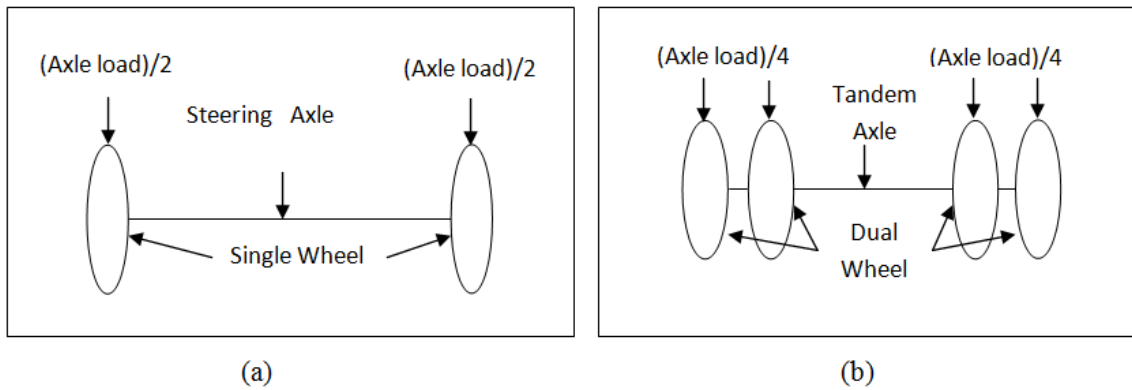 (Axle load)/2
(Axle load)/2
Steering Axle
Single Wheel
(a)
(Axle load)/4
(Axle load)/4
Tandem
Axle
Dual
Wheel
(b)